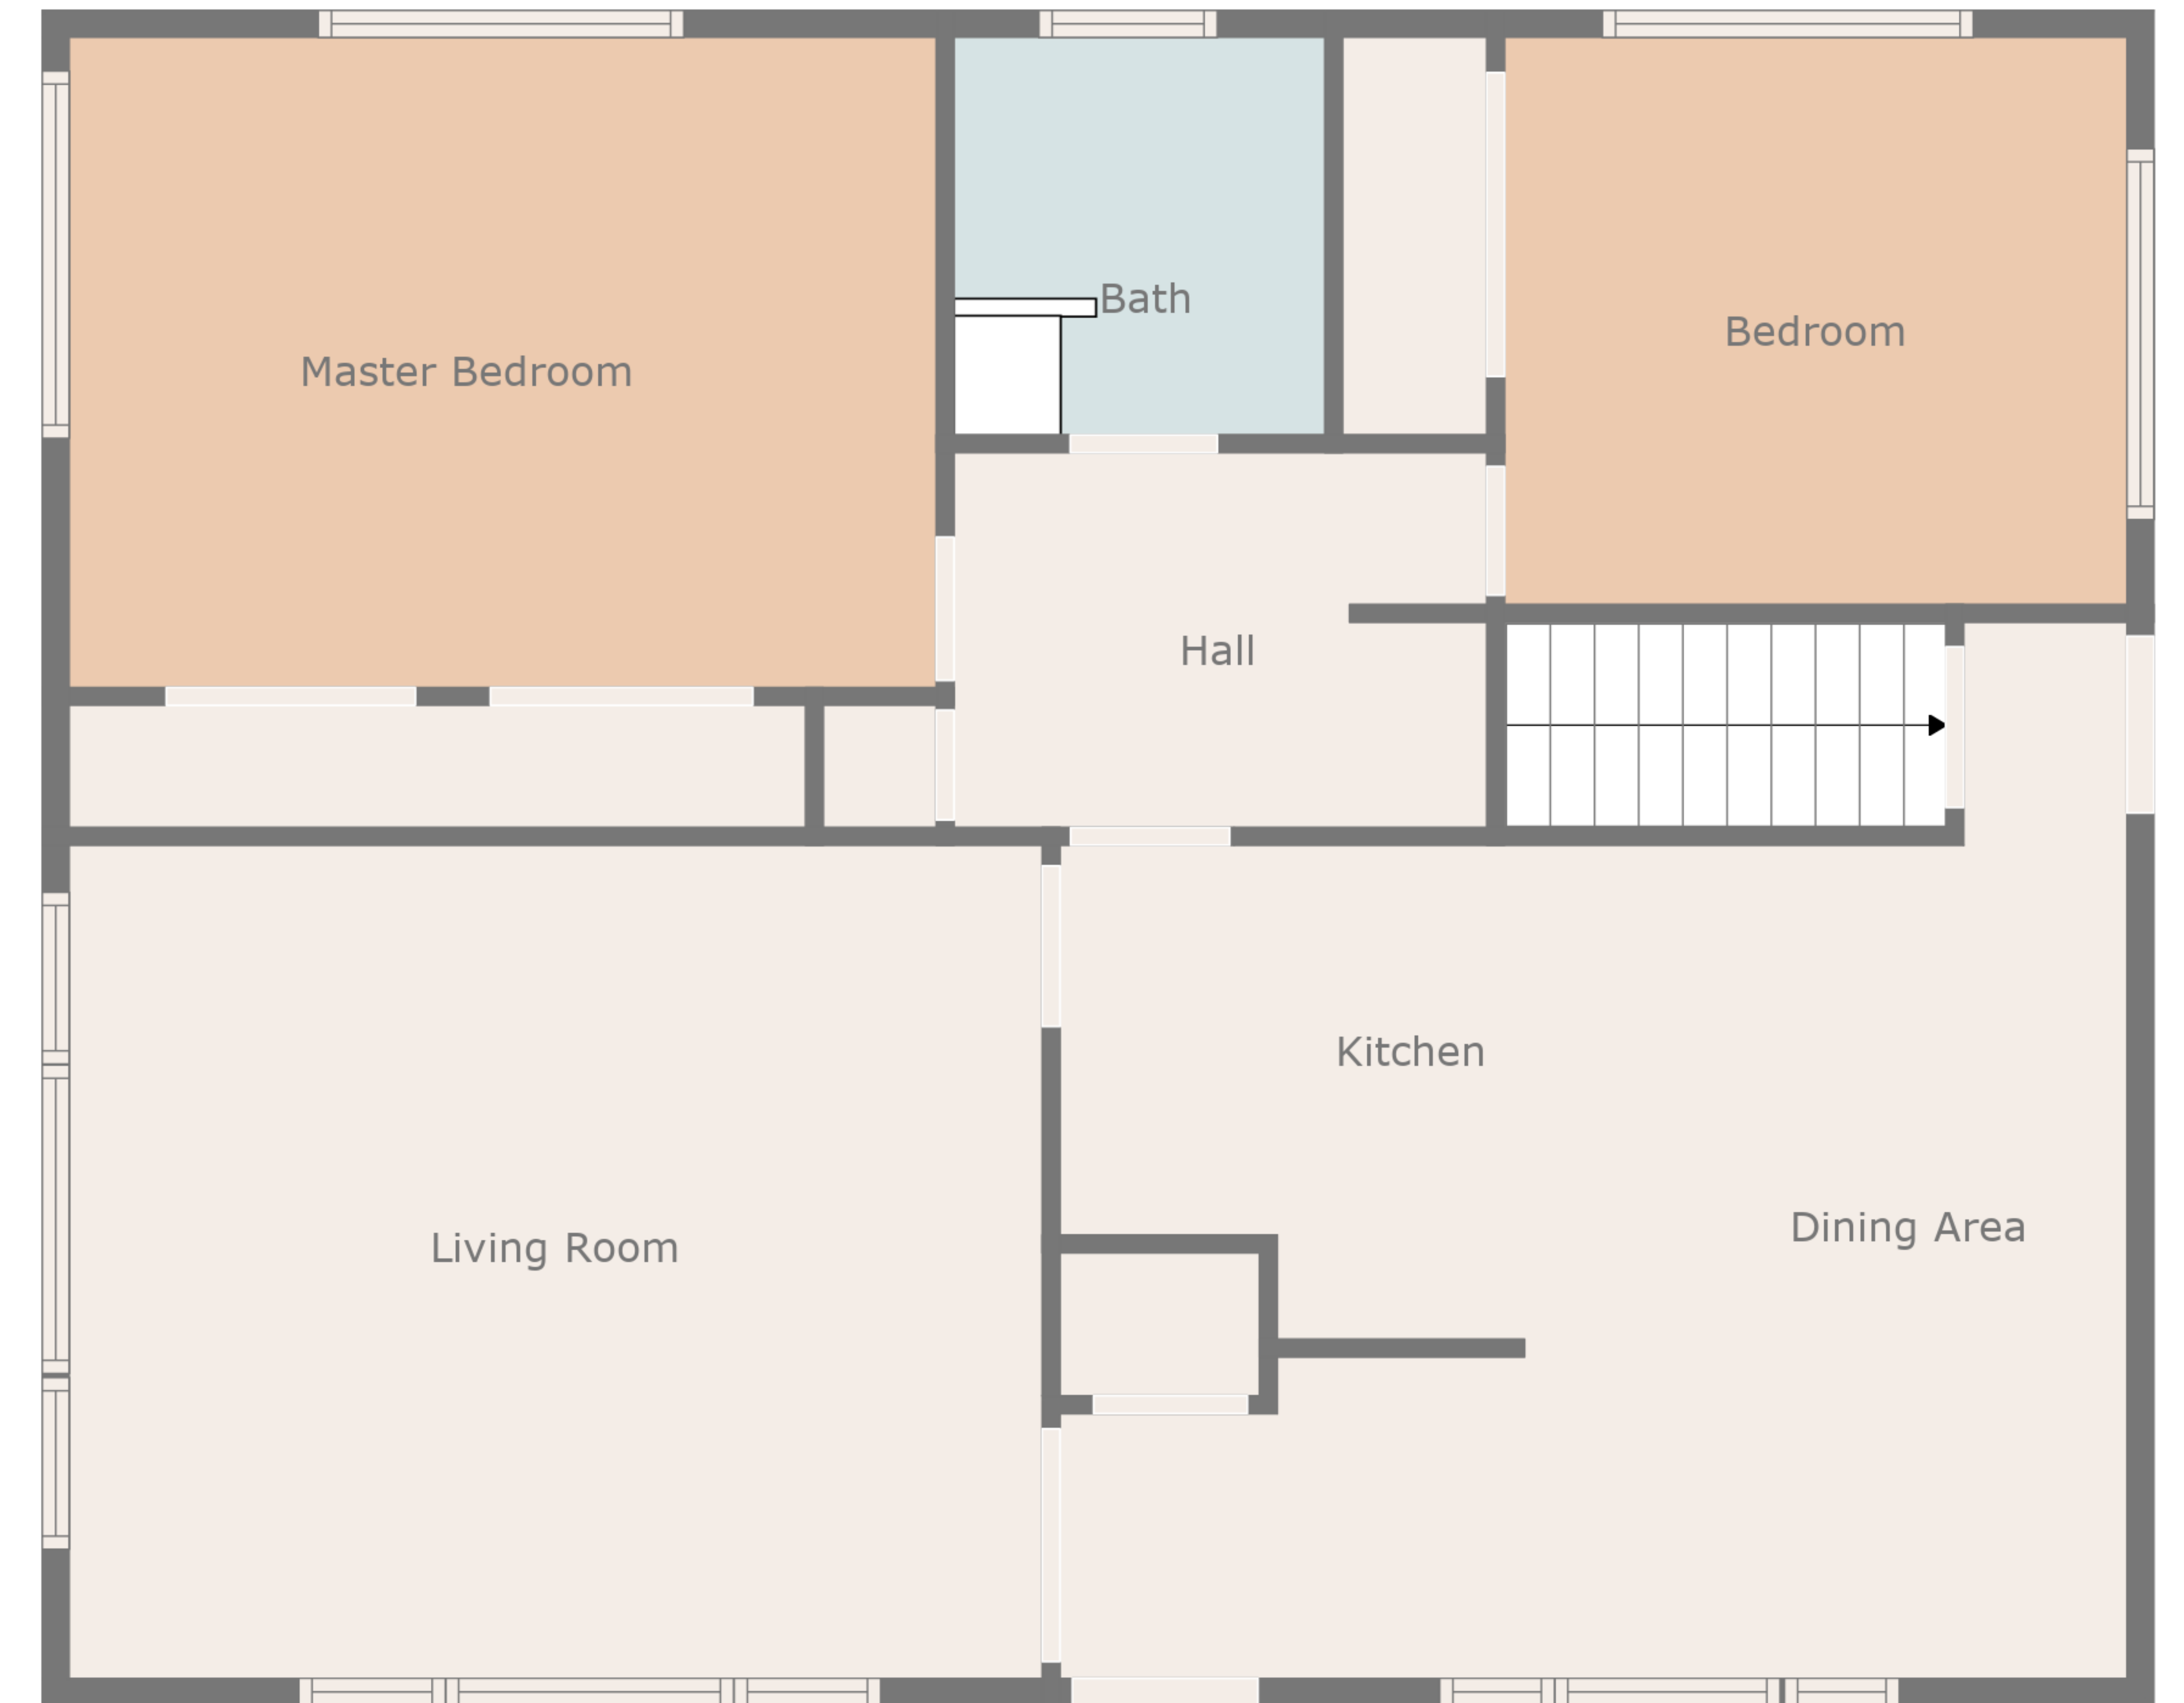 Bath
Bedroom
Master Bedroom
Hall
Kitchen
Dining Area
Living Room